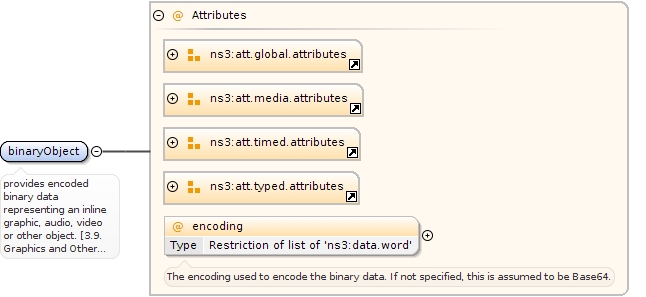 Attributes
ns3:att.global.attributes
ns3:att.media.attributes
ns3:att.timed.attributes
ns3:att.typed.attributes
binaryObject
provides encoded
binary data
representing an inline
graphic, audio, video
or other object. [3.9.
Graphics and Other...
encoding
Type Restriction of list of 'ns3:data.word'
The encoding used to encode the binary data. If not specified, this is assumed to be Base64.